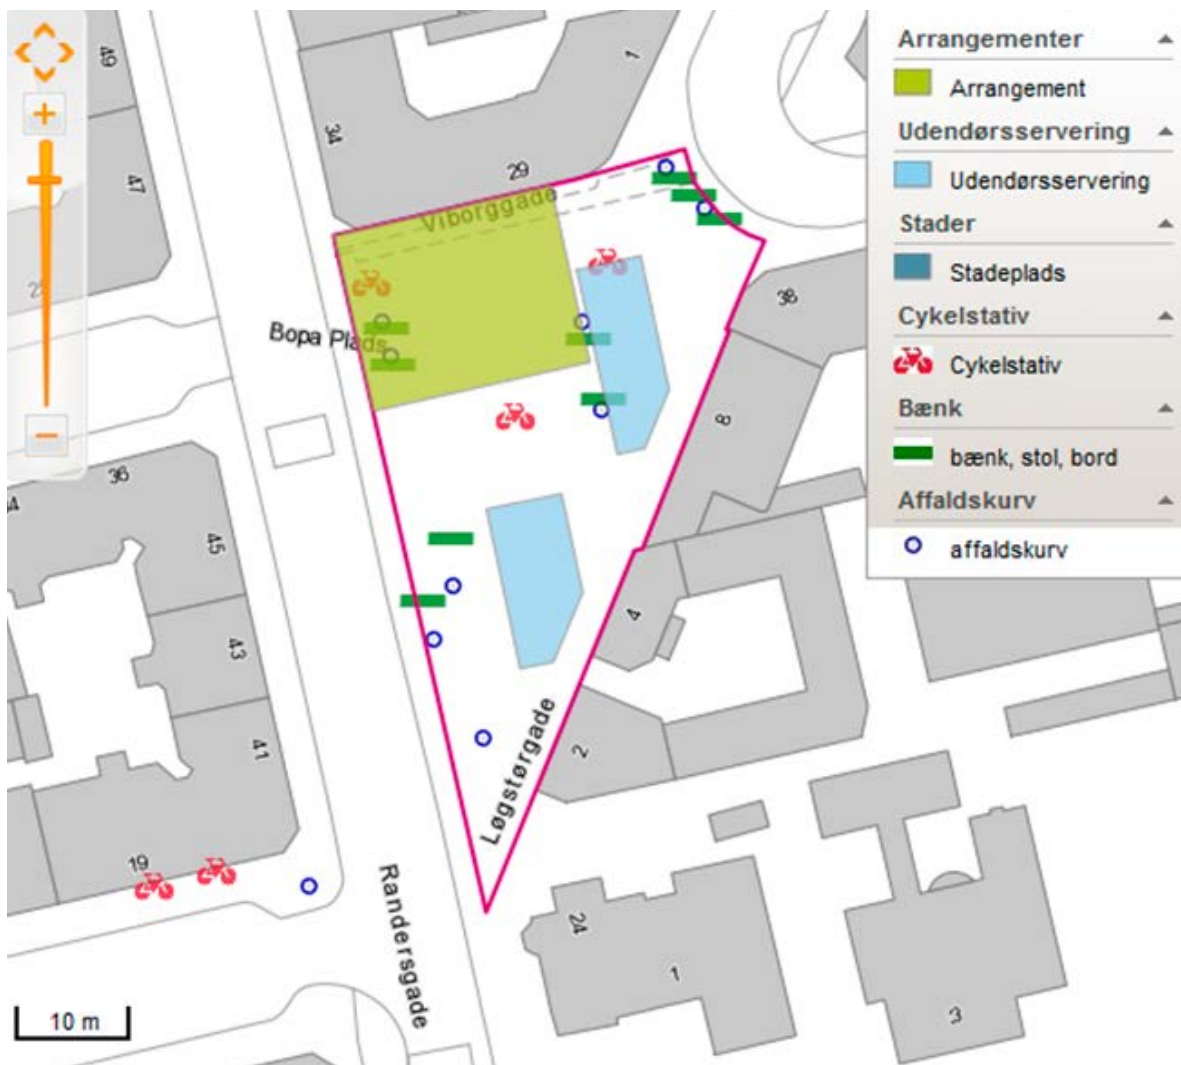 49
47
25
34
1
29
Viborggade
Bopa Plads
38
8
36
45
43
41
19
4
2
Løgstørgade
Randersgade
24
1
3
10 m
Arrangementer
Arrangement
Udendørsservering
Udendørsservering
Stader
Stadeplads
Cykelstativ
Cykelstativ
Bænk
bænk, stol, bord
Affaldskurv
affaldskurv